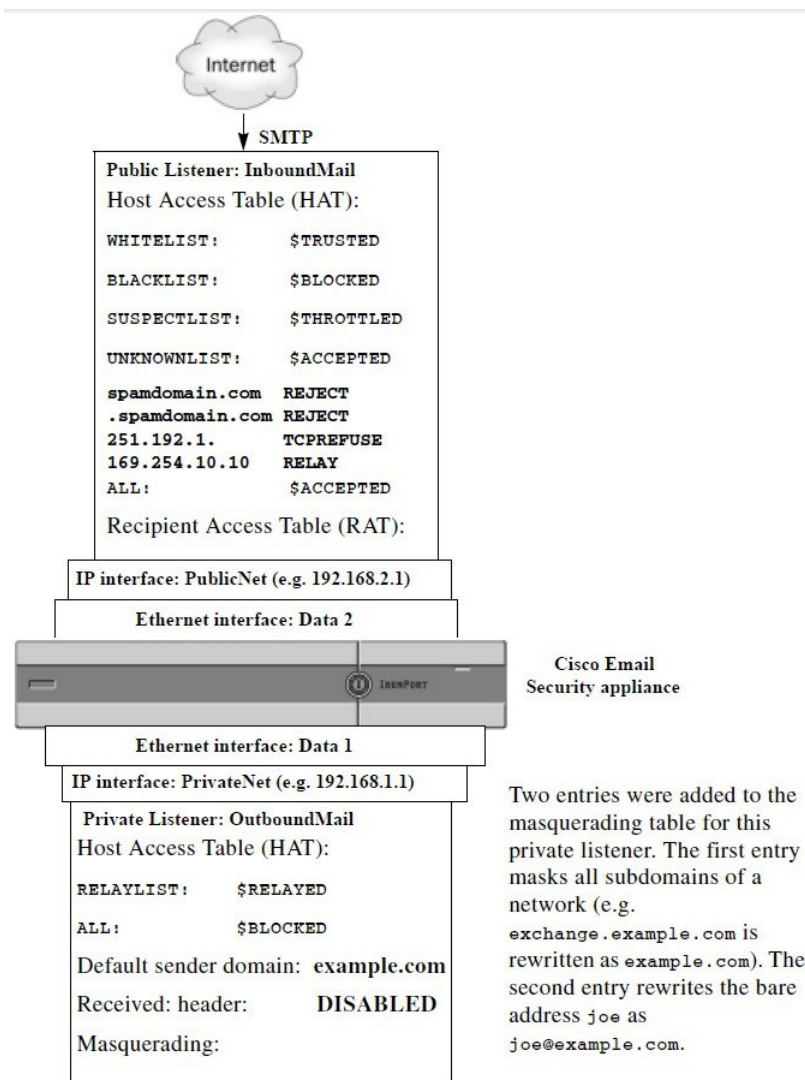 Internet
SMTP
Public Listener: InboundMail
Host Access Table (HAT):
WHITELIST: $TRUSTED
BLACKLIST: $BLOCKED
SUSPECTLIST: $THROTTLED
UNKNOWNLIST: $ACCEPTED
spamdomain.com REJECT
.spamdomain.com REJECT
251.192.1. TCPREFUSE
169.254.10.10 RELAY
ALL: $ACCEPTED
Recipient Access Table (RAT):
IP interface: PublicNet (e.g. 192.168.2.1)
Ethernet interface: Data 2
IRONPORT
Cisco Email
Security appliance
Ethernet interface: Data 1
IP interface: PrivateNet (e.g. 192.168.1.1)
Private Listener: OutboundMail
Host Access Table (HAT):
RELAYLIST: $RELAYED
ALL: $BLOCKED
Default sender domain: example.com
Received: header: DISABLED
Masquerading:
Two entries were added to the
masquerading table for this
private listener. The first entry
masks all subdomains of a
network (e.g.
exchange.example.com is
rewritten as example.com). The
second entry rewrites the bare
address joe as
joe@example.com.